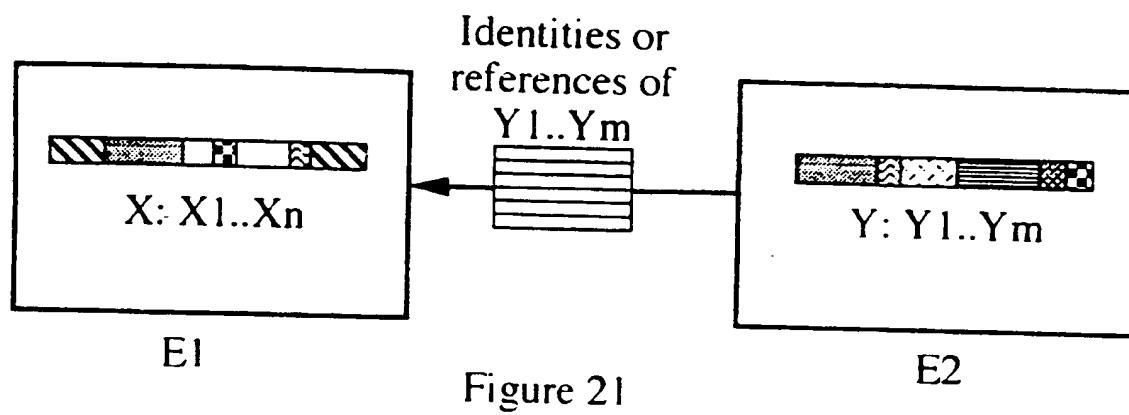 Identities or
references of
Y1..Ym
X: X1..Xn
Y: Y1..Ym
E1
E2
Figure 21